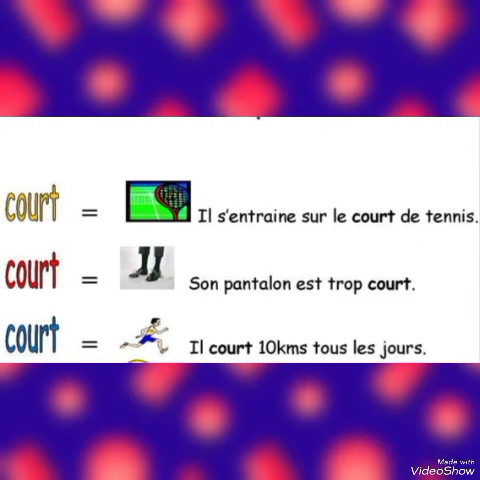 court = Il s'entraine sur le court de tennis.
court = Son pantalon est trop court.
court = Il court 10kms tous les jours.
Made with
VideoShow